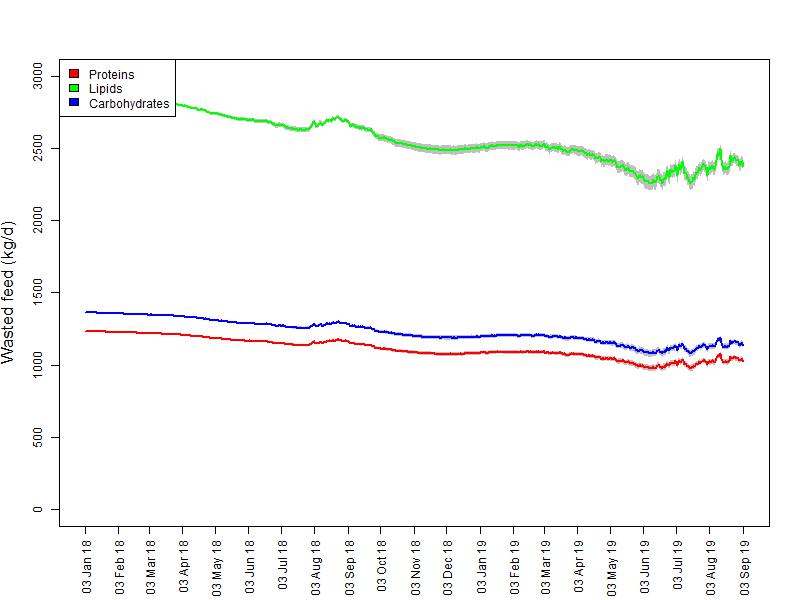 Proteins
Lipids
Carbohydrates
Wasted feed (kg/d)
3000
2500
2000
1500
1000
500
0
03 Jan 18
03 Feb 18
03 Mar 18
03 Apr 18
03 May 18
03 Jun 18
03 Jul 18
03 Aug 18
03 Sep 18
03 Oct 18
03 Nov 18
03 Dec 18
03 Jan 19
03 Feb 19
03 Mar 19
03 Apr 19
03 May 19
03 Jun 19
03 Jul 19
03 Aug 19
03 Sep 19